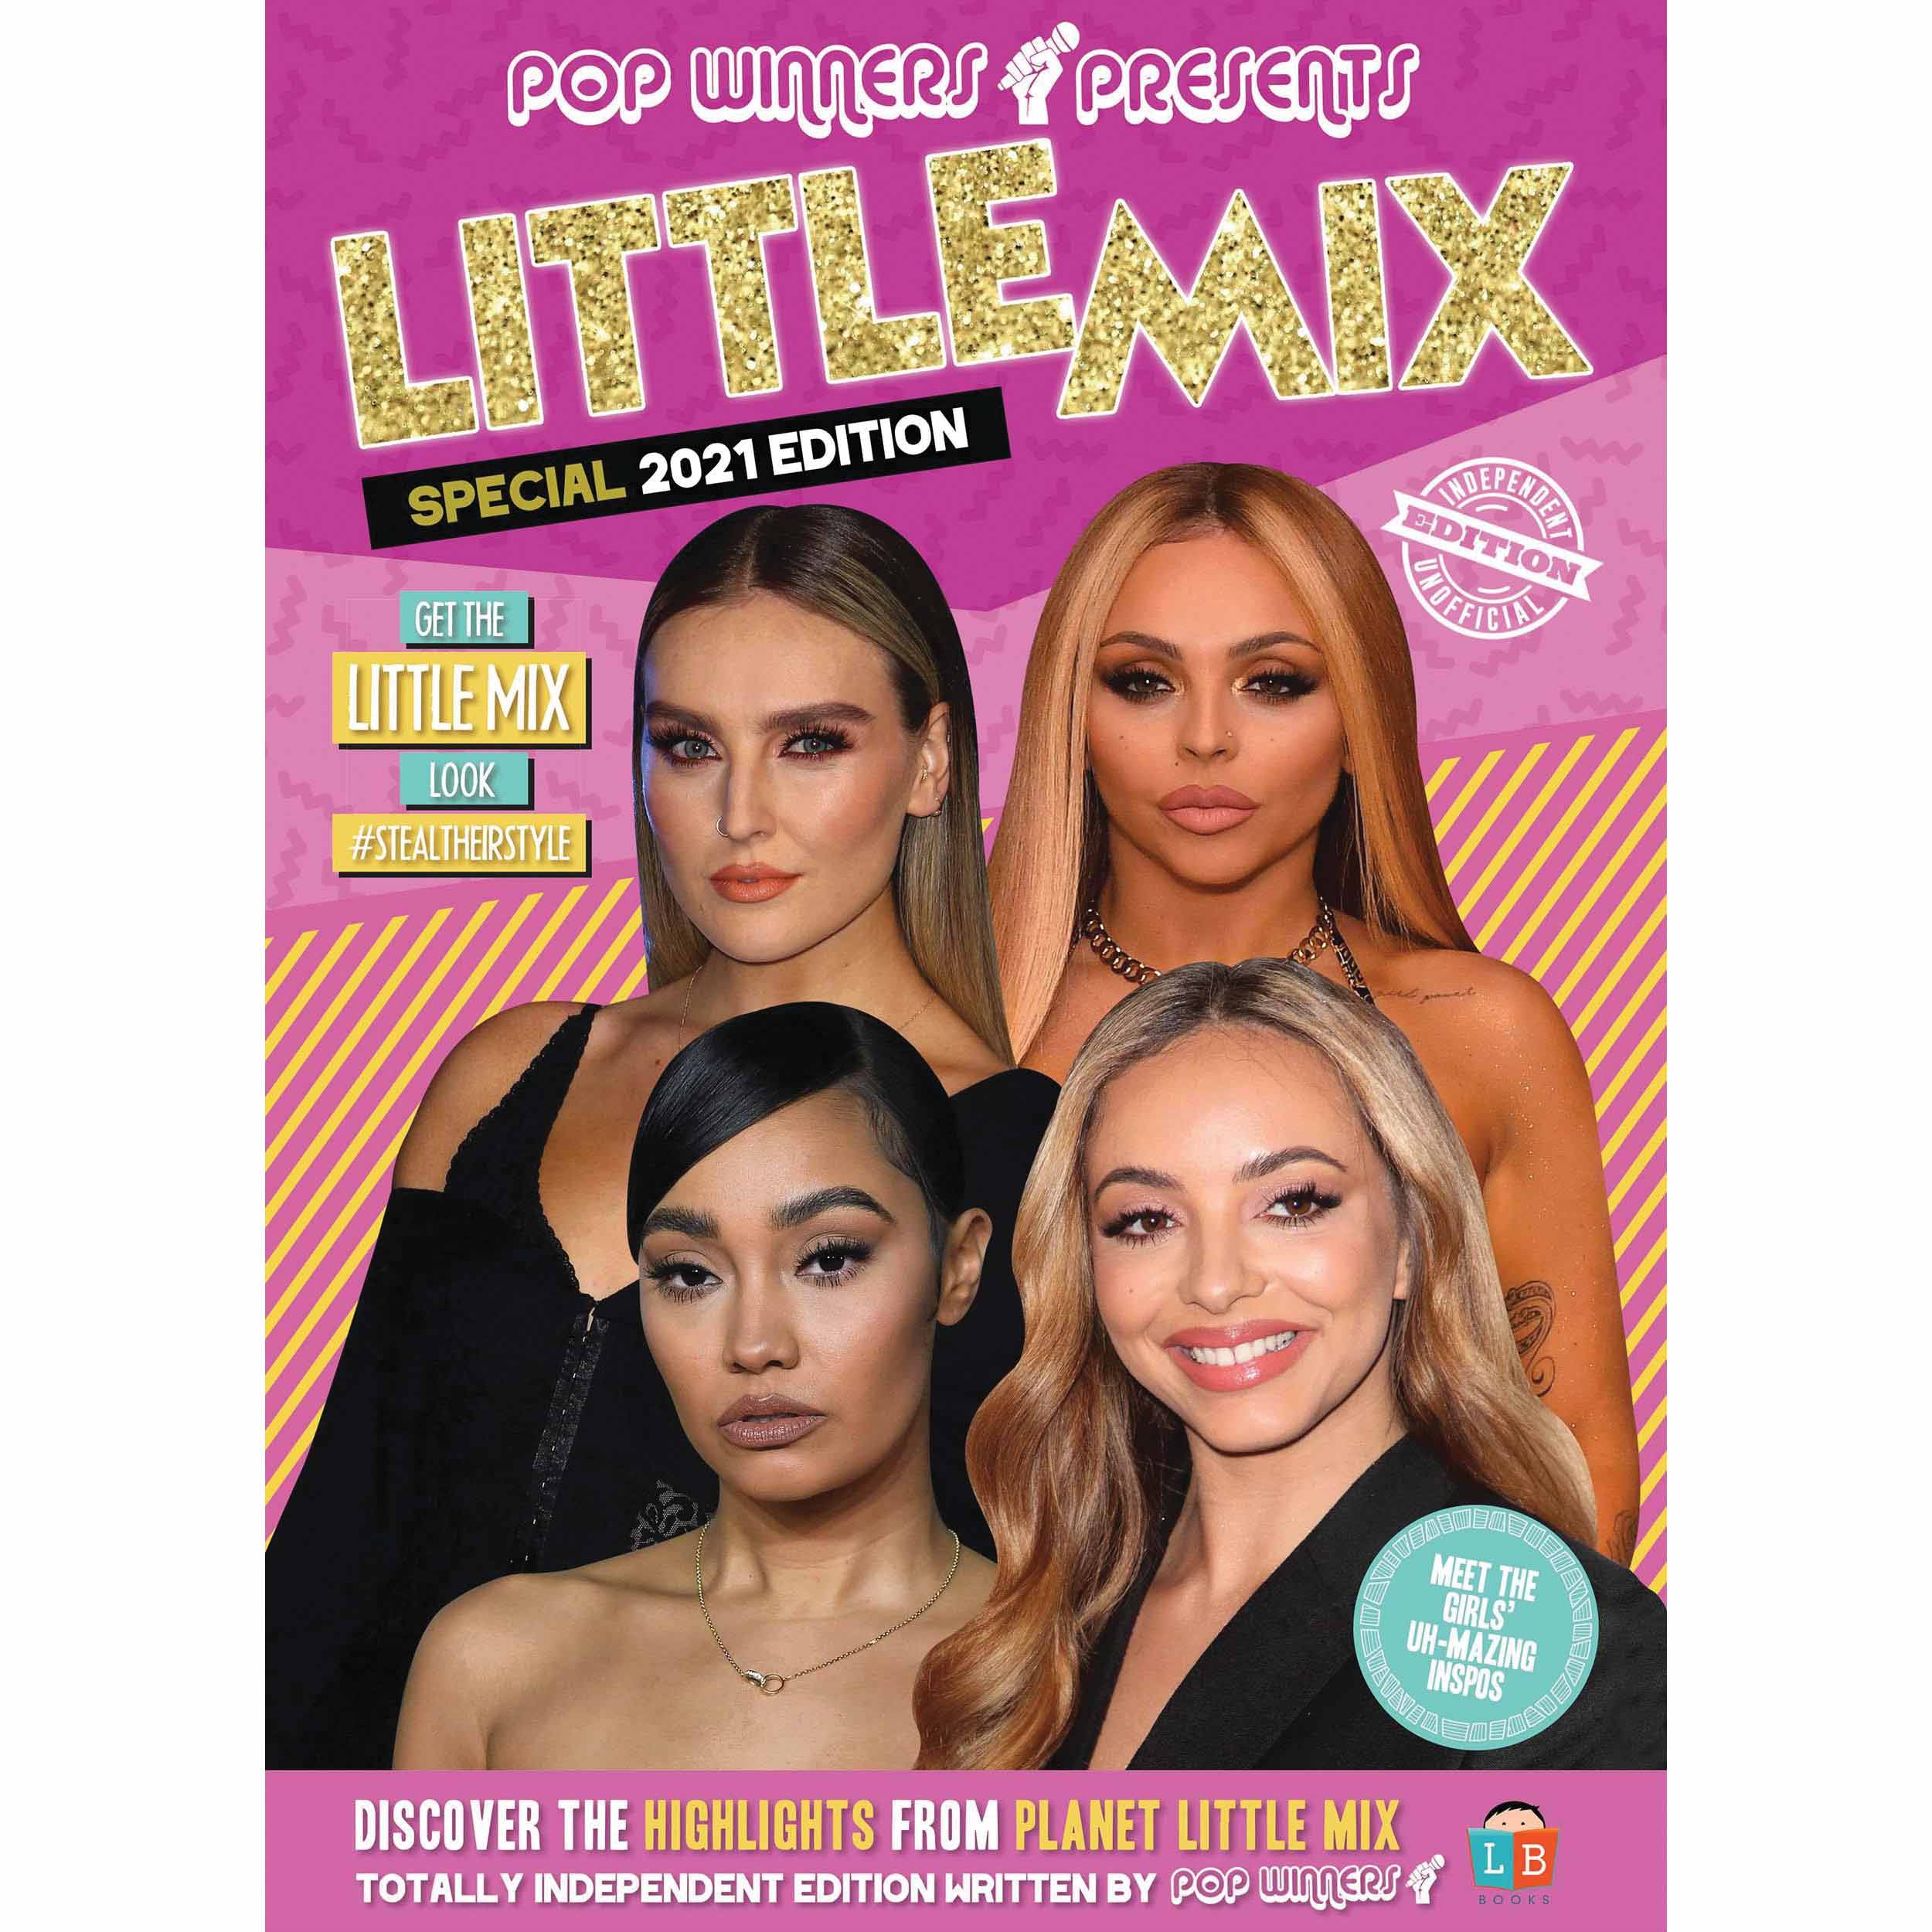 POP WINNERS PRESENTS
LITTLE MIX
SPECIAL 2021 EDITION
INDEPENDENT
EDITION
UNOFFICIAL
GET THE
LITTLE MIX
LOOK
#STEALTHEIRSTYLE
girl power
MEET THE
GIRLS'
UH-MAZING
INSPOS
DISCOVER THE HIGHLIGHTS FROM PLANET LITTLE MIX
TOTALLY INDEPENDENT EDITION WRITTEN BY POP WINNERS
L B
BOOKS